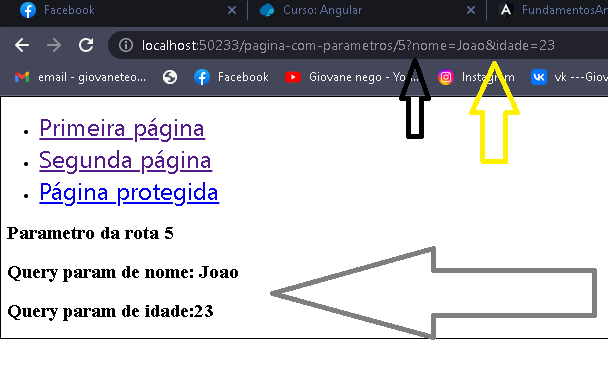 Facebook × Curso: Angular × FundamentosAn
localhost:50233/pagina-com-parametros/5?nome=Joao&idade=23
email - giovaneteo... Facebook Giovane nego - Yo... Instagram vk ---Giova
Primeira página
Segunda página
Página protegida
Parametro da rota 5
Query param de nome: Joao
Query param de idade:23